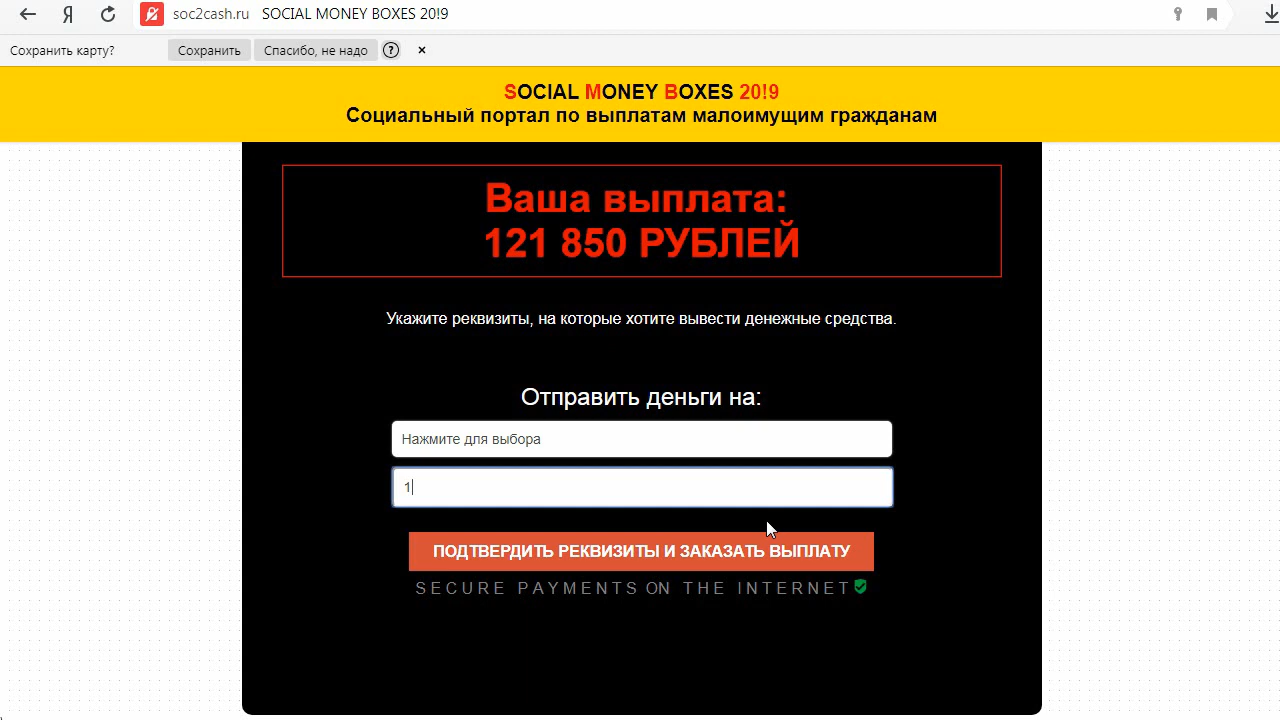 soc2cash.ru SOCIAL MONEY BOXES 20!9
Сохранить карту? Сохранить Спасибо, не надо ? ×
SOCIAL MONEY BOXES 20!9
Социальный портал по выплатам малоимущим гражданам
Ваша выплата:
121 850 РУБЛЕЙ
Укажите реквизиты, на которые хотите вывести денежные средства.
Отправить деньги на:
Нажмите для выбора
1
ПОДТВЕРДИТЬ РЕКВИЗИТЫ И ЗАКАЗАТЬ ВЫПЛАТУ
SECURE PAYMENTS ON THE INTERNET